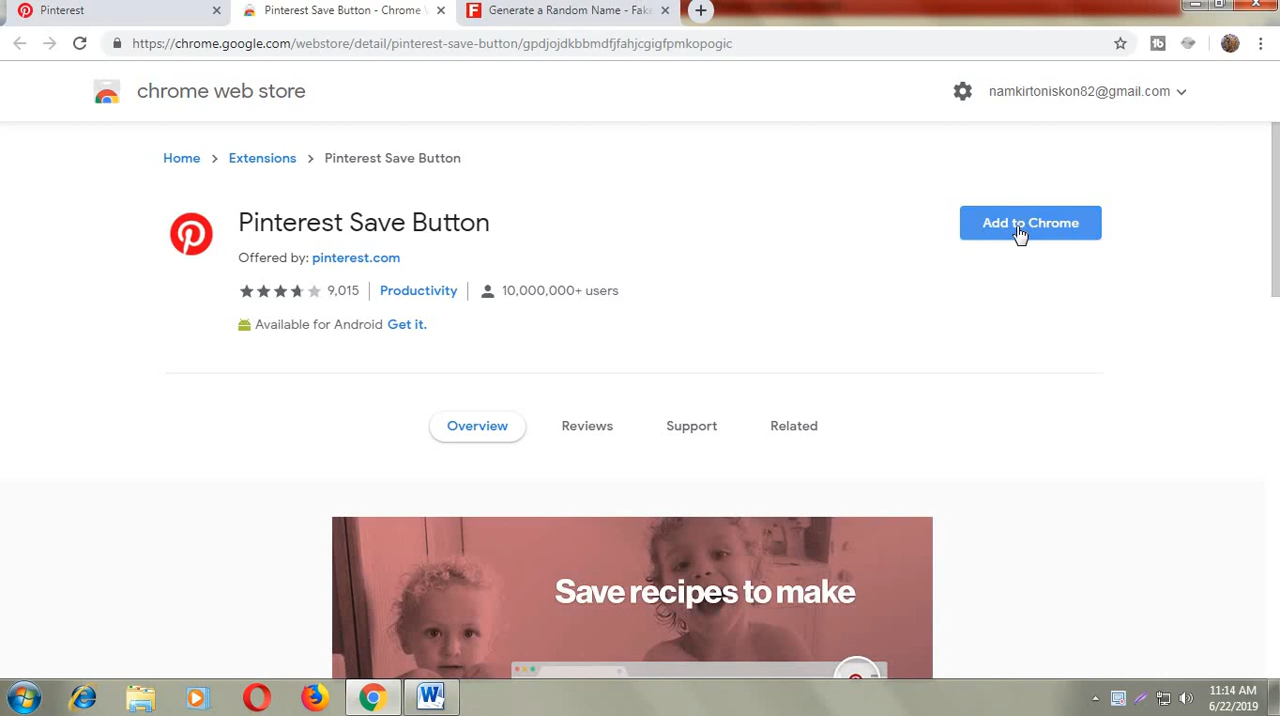 Pinterest
Pinterest Save Button - Chrome
Generate a Random Name - Fak
https://chrome.google.com/webstore/detail/pinterest-save-button/gpdjojdkbbmdfjfahjcgigfpmkopogic
chrome web store
namkirtoniskon82@gmail.com
Home > Extensions > Pinterest Save Button
Pinterest Save Button
Add to Chrome
Offered by: pinterest.com
9,015 | Productivity | 10,000,000+ users
Available for Android Get it.
Overview Reviews Support Related
Save recipes to make
11:14 AM
6/22/2019